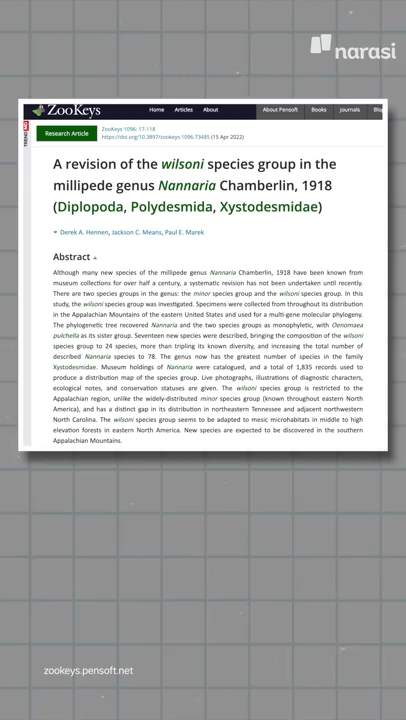 narasi
ZooKeys Home Articles About About Pensoft Books Journals Blo
TREND MD
Research Article
ZooKeys 1096: 17-118
https://doi.org/10.3897/zookeys.1096.73485 (15 Apr 2022)
A revision of the wilsoni species group in the
millipede genus Nannaria Chamberlin, 1918
(Diplopoda, Polydesmida, Xystodesmidae)
Derek A. Hennen, Jackson C. Means, Paul E. Marek
Abstract
Although many new species of the millipede genus Nannaria Chamberlin, 1918 have been known from
museum collections for over half a century, a systematic revision has not been undertaken until recently.
There are two species groups in the genus: the minor species group and the wilsoni species group. In this
study, the wilsoni species group was investigated. Specimens were collected from throughout its distribution
in the Appalachian Mountains of the eastern United States and used for a multi-gene molecular phylogeny.
The phylogenetic tree recovered Nannaria and the two species groups as monophyletic, with Oenomaea
pulchella as its sister group. Seventeen new species were described, bringing the composition of the wilsoni
species group to 24 species, more than tripling its known diversity, and increasing the total number of
described Nannaria species to 78. The genus now has the greatest number of species in the family
Xystodesmidae. Museum holdings of Nannaria were catalogued, and a total of 1,835 records used to
produce a distribution map of the species group. Live photographs, illustrations of diagnostic characters,
ecological notes, and conservation statuses are given. The wilsoni species group is restricted to the
Appalachian region, unlike the widely-distributed minor species group (known throughout eastern North
America), and has a distinct gap in its distribution in northeastern Tennessee and adjacent northwestern
North Carolina. The wilsoni species group seems to be adapted to mesic microhabitats in middle to high
elevation forests in eastern North America. New species are expected to be discovered in the southern
Appalachian Mountains.
zookeys.pensoft.net